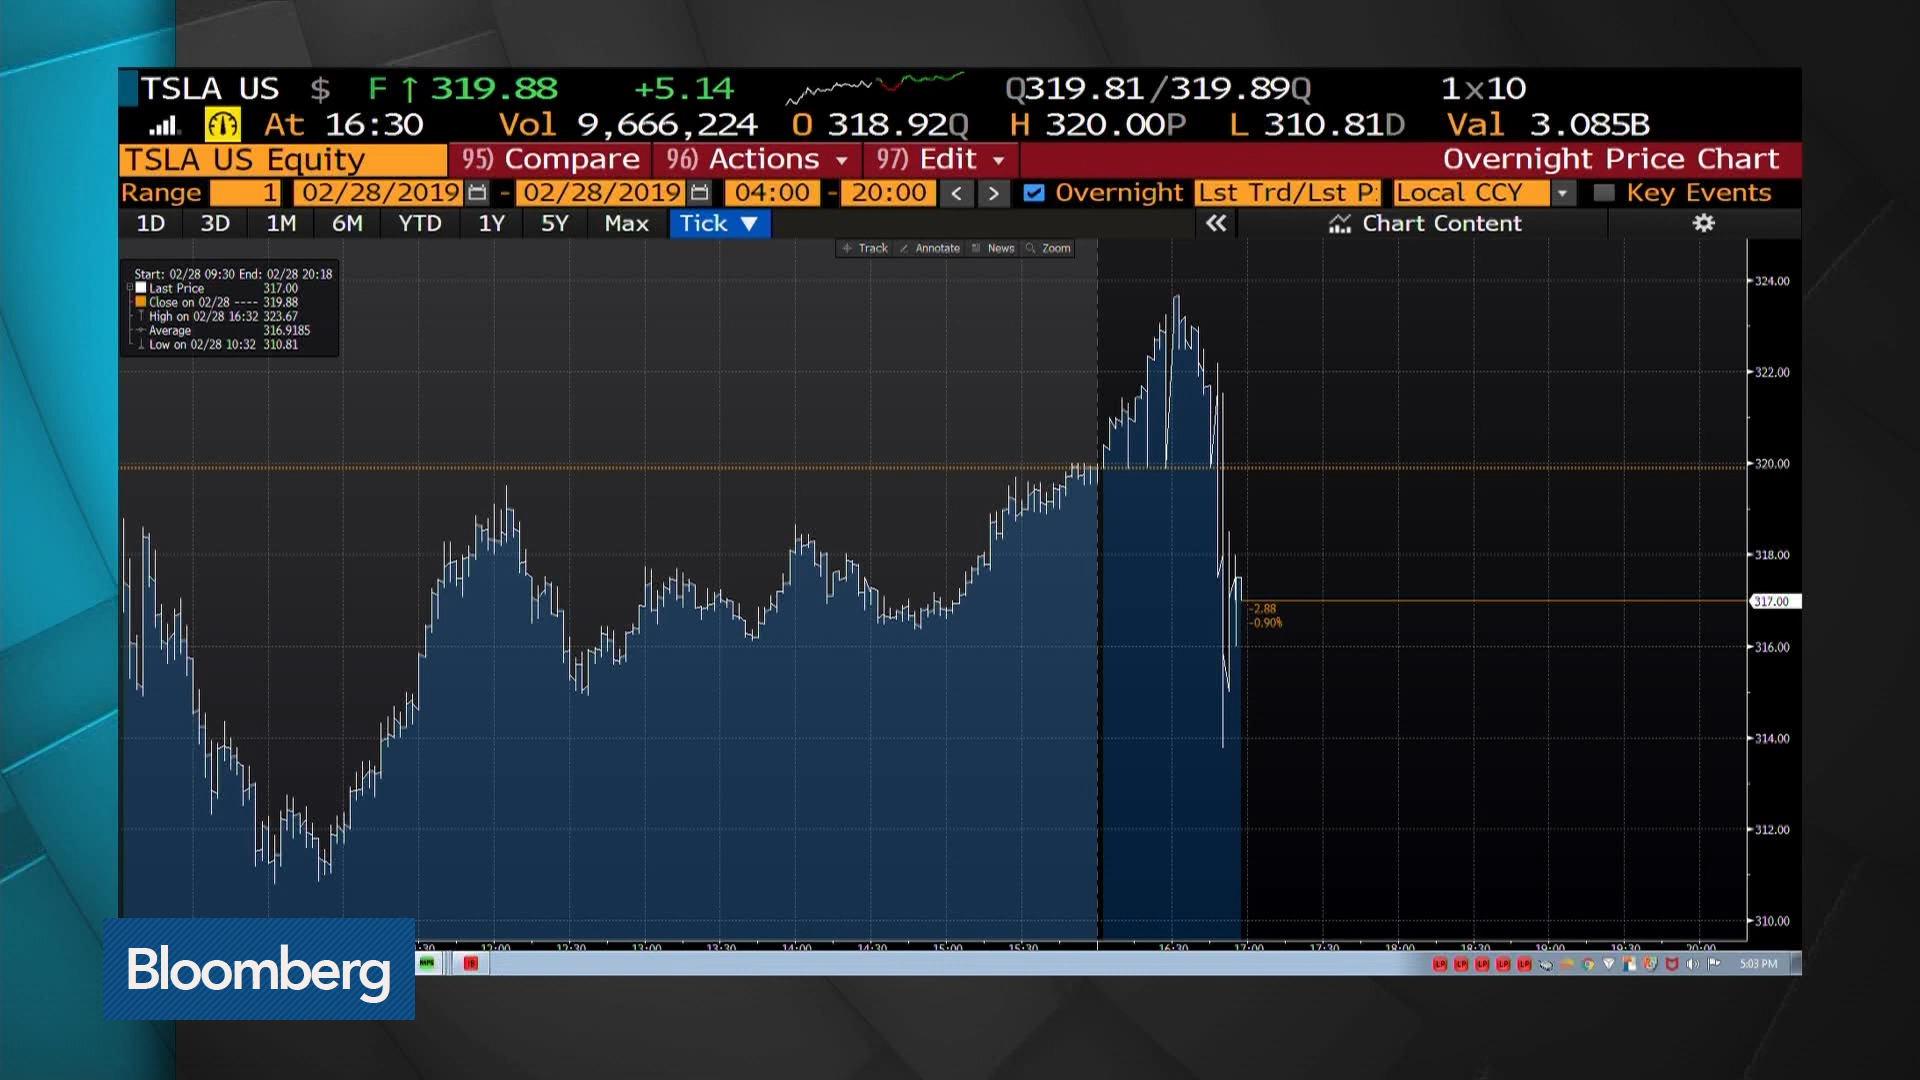 TSLA US $ F ↑ 319.88 +5.14 Q319.81/319.89Q 1x10
At 16:30 Vol 9,666,224 O 318.92Q H 320.00P L 310.81D Val 3.085B
TSLA US Equity 95) Compare 96) Actions 97) Edit Overnight Price Chart
Range 1 02/28/2019 - 02/28/2019 04:00 - 20:00 < > Overnight Lst Trd/Lst P Local CCY Key Events
1D 3D 1M 6M YTD 1Y 5Y Max Tick ▼ « Chart Content
Track Annotate News Zoom
Start: 02/28 09:30 End: 02/28 20:18
Last Price 317.00
Close on 02/28 ---- 319.88
High on 02/28 16:32 323.67
Average 316.9185
Low on 02/28 10:32 310.81
324.00
322.00
320.00
318.00
317.00
-2.88
-0.90%
316.00
314.00
312.00
310.00
:30 12:00 12:30 13:00 13:30 14:00 14:30 15:00 15:30 16:30 17:00 17:30 18:00 18:30 19:00 19:30 20:00
Bloomberg
IB LP LP LP LP LP 5:03 PM